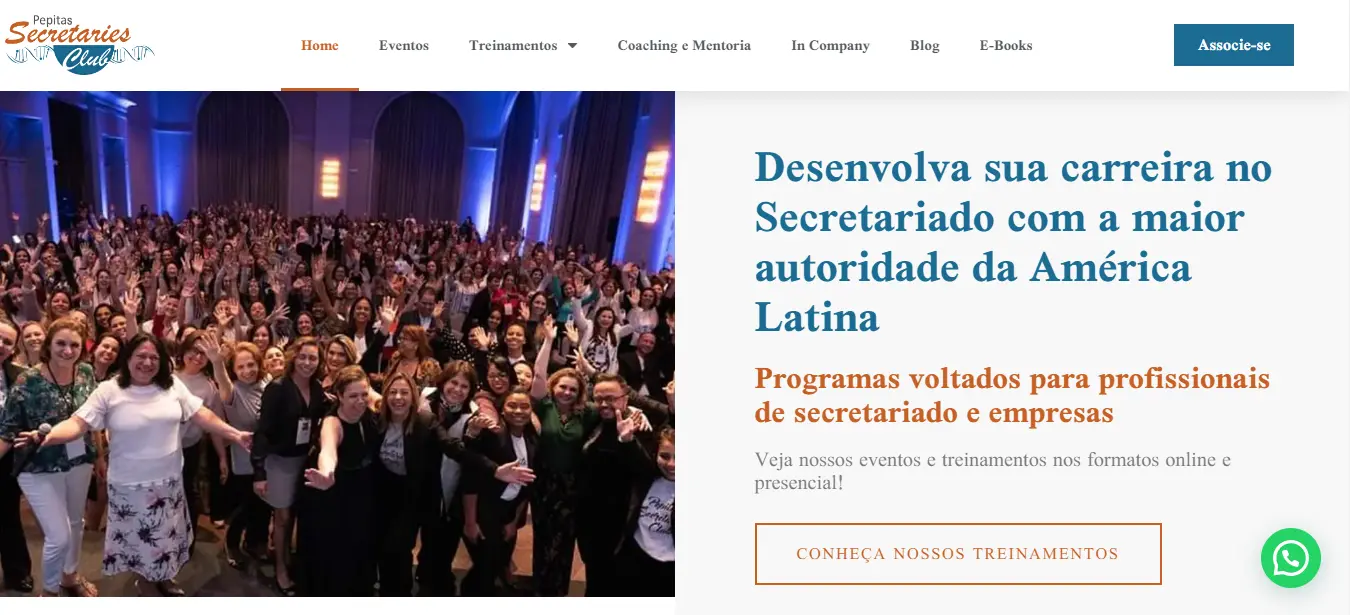 Pepitas
Secretaries
Club
Home
Eventos
Treinamentos
Coaching e Mentoria
In Company
Blog
E-Books
Associe-se
Desenvolva sua carreira no
Secretariado com a maior
autoridade da América
Latina
Programas voltados para profissionais
de secretariado e empresas
Veja nossos eventos e treinamentos nos formatos online e
presencial!
CONHEÇA NOSSOS TREINAMENTOS